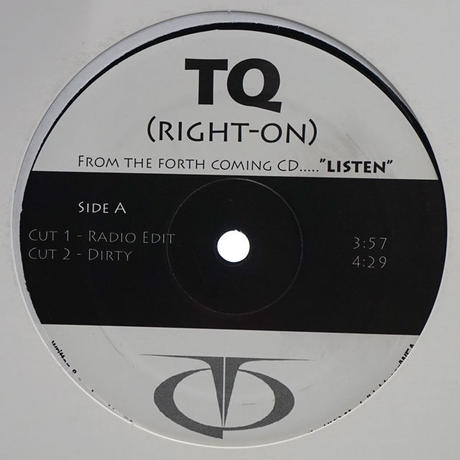 TQ
(RIGHT-ON)
FROM THE FORTH COMING CD....."LISTEN"
SIDE A
CUT 1 - RADIO EDIT 3:57
CUT 2 - DIRTY 4:29